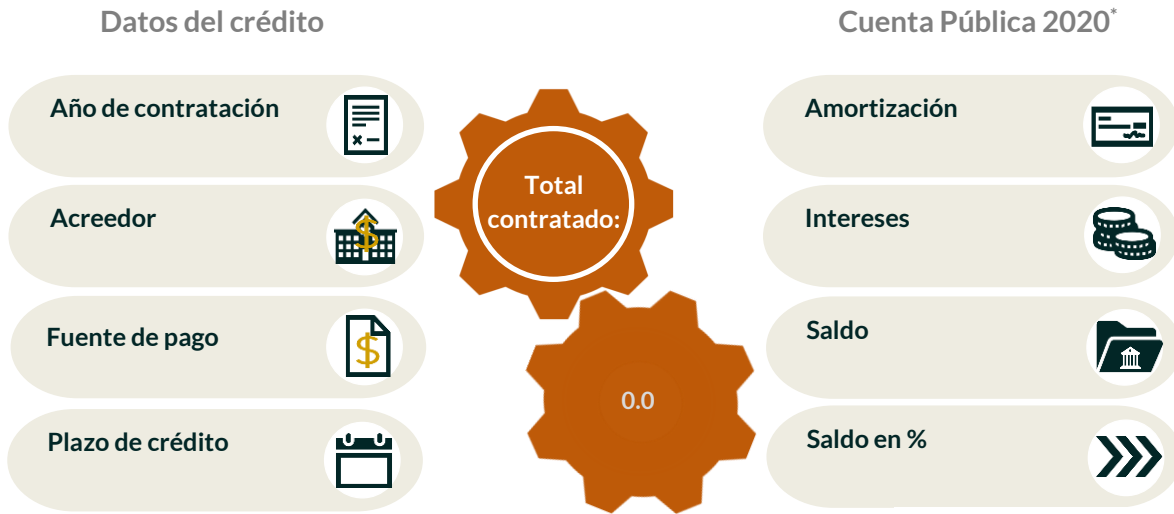 Datos del crédito
Cuenta Pública 2020*
Año de contratación
Acreedor
Fuente de pago
Plazo de crédito
Total
contratado:
0.0
Amortización
Intereses
Saldo
Saldo en %